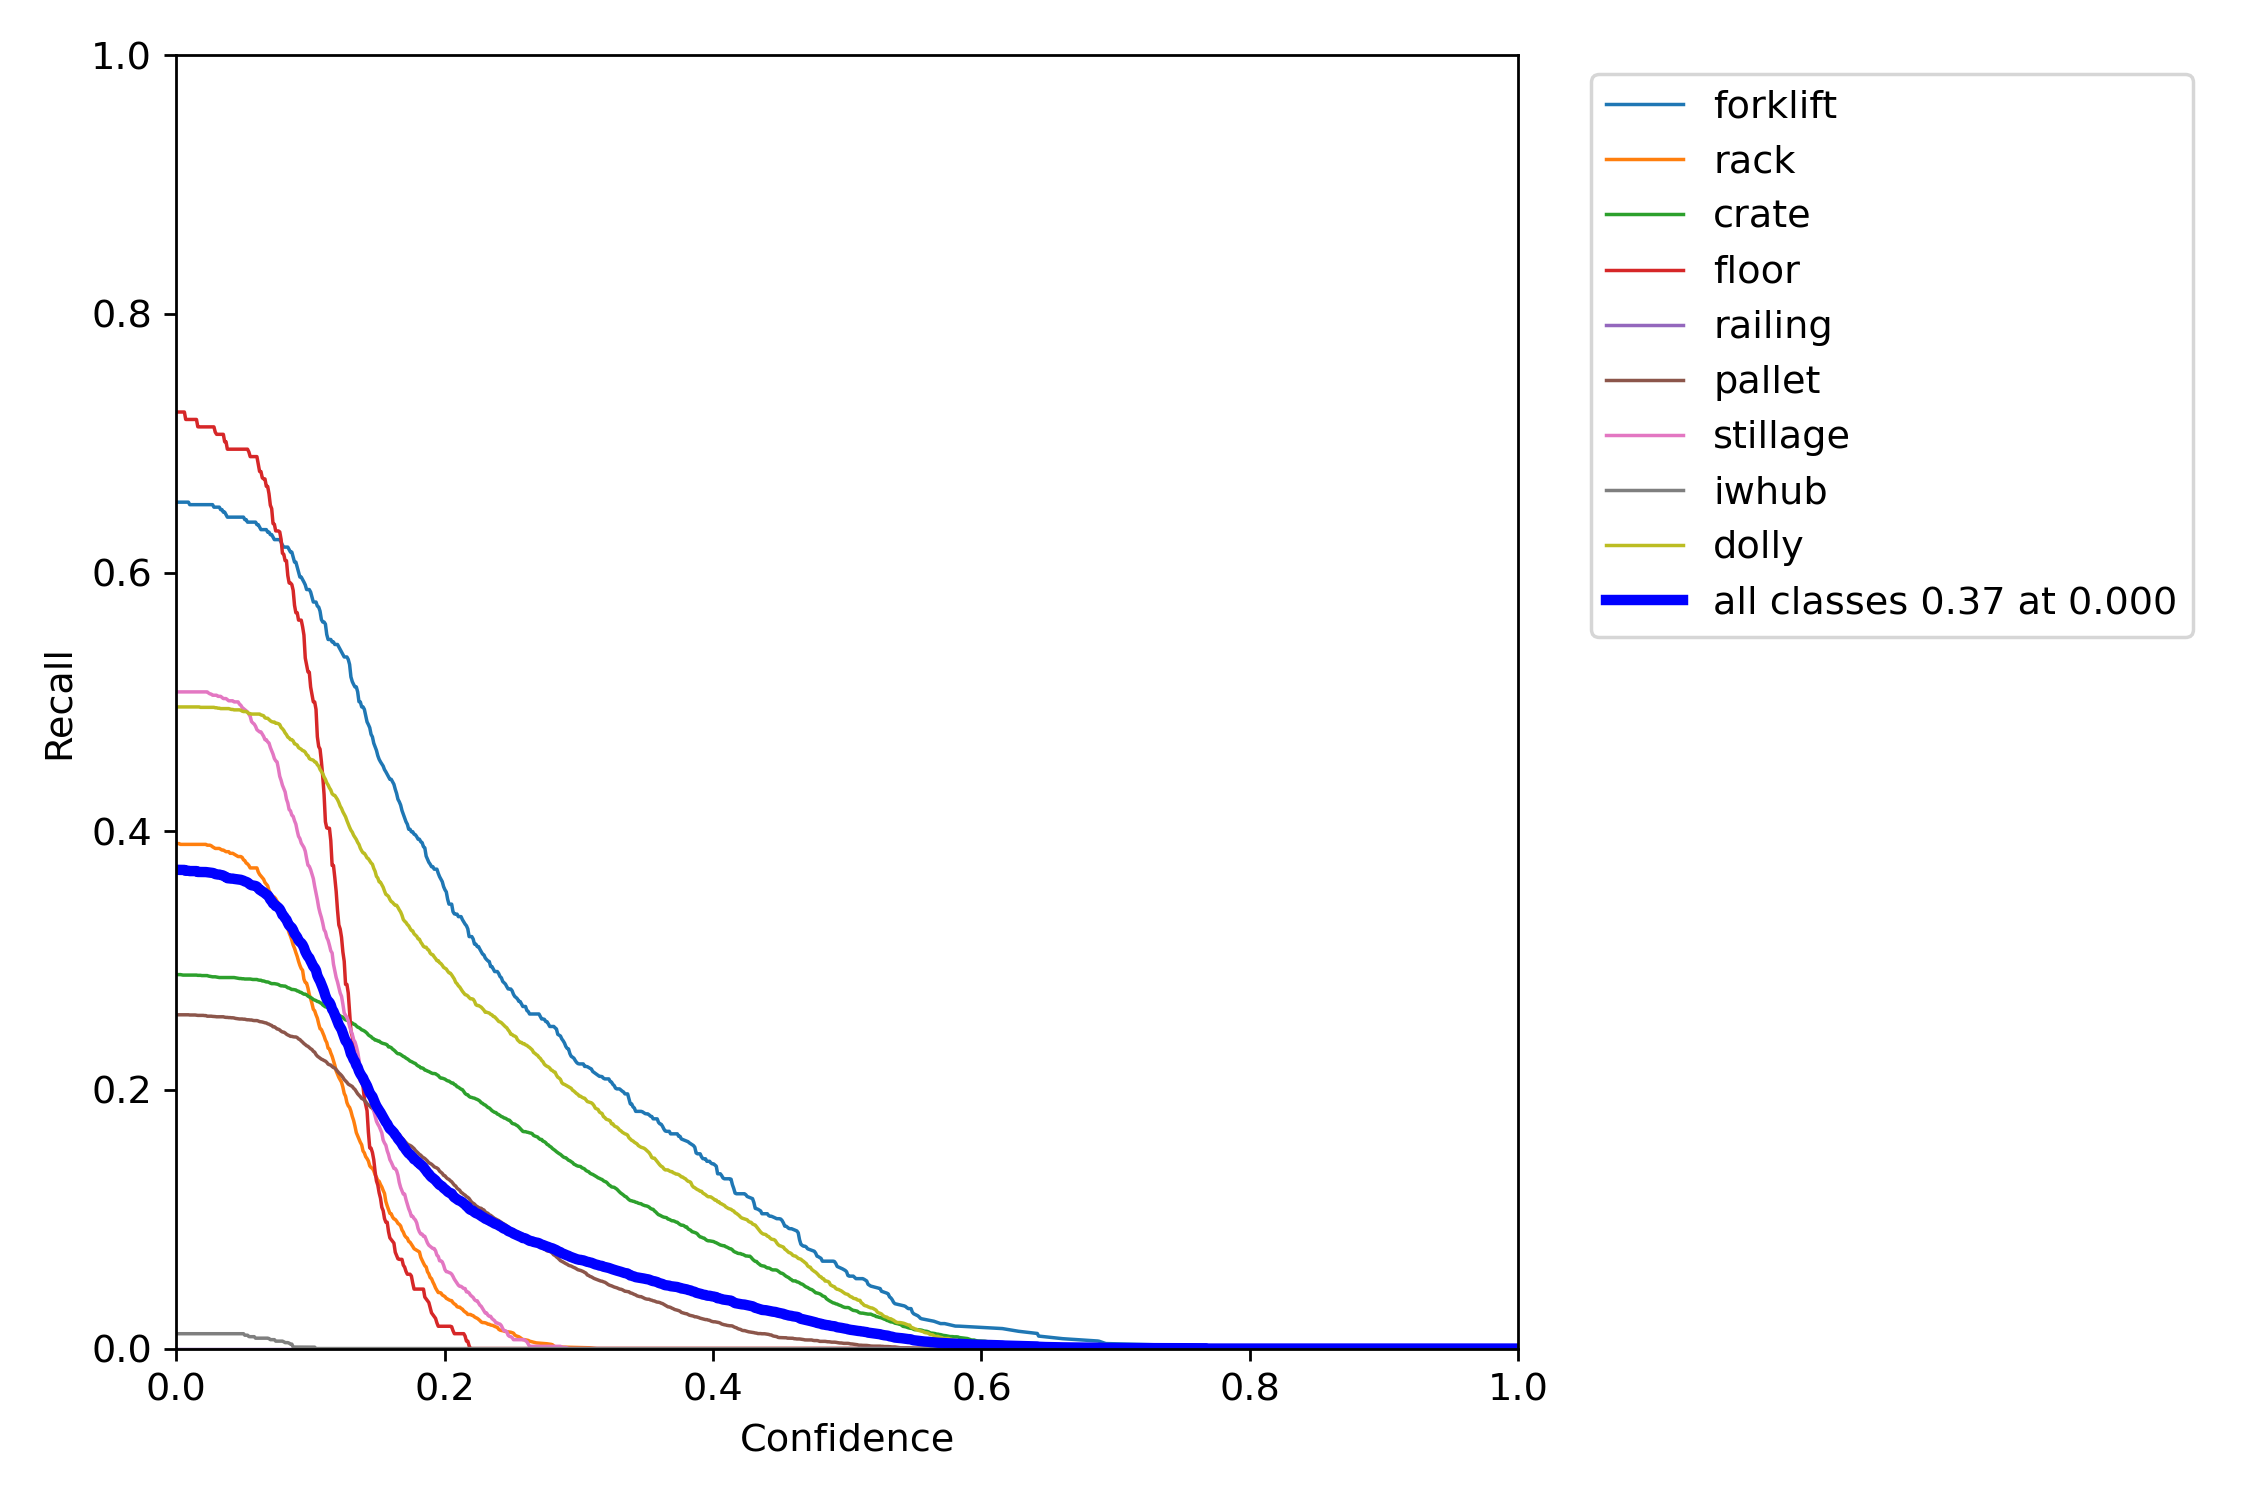 1.0
0.8
0.6
0.4
0.2
0.0
Recall
0.0 0.2 0.4 0.6 0.8 1.0
Confidence
forklift
rack
crate
floor
railing
pallet
stillage
iwhub
dolly
all classes 0.37 at 0.000